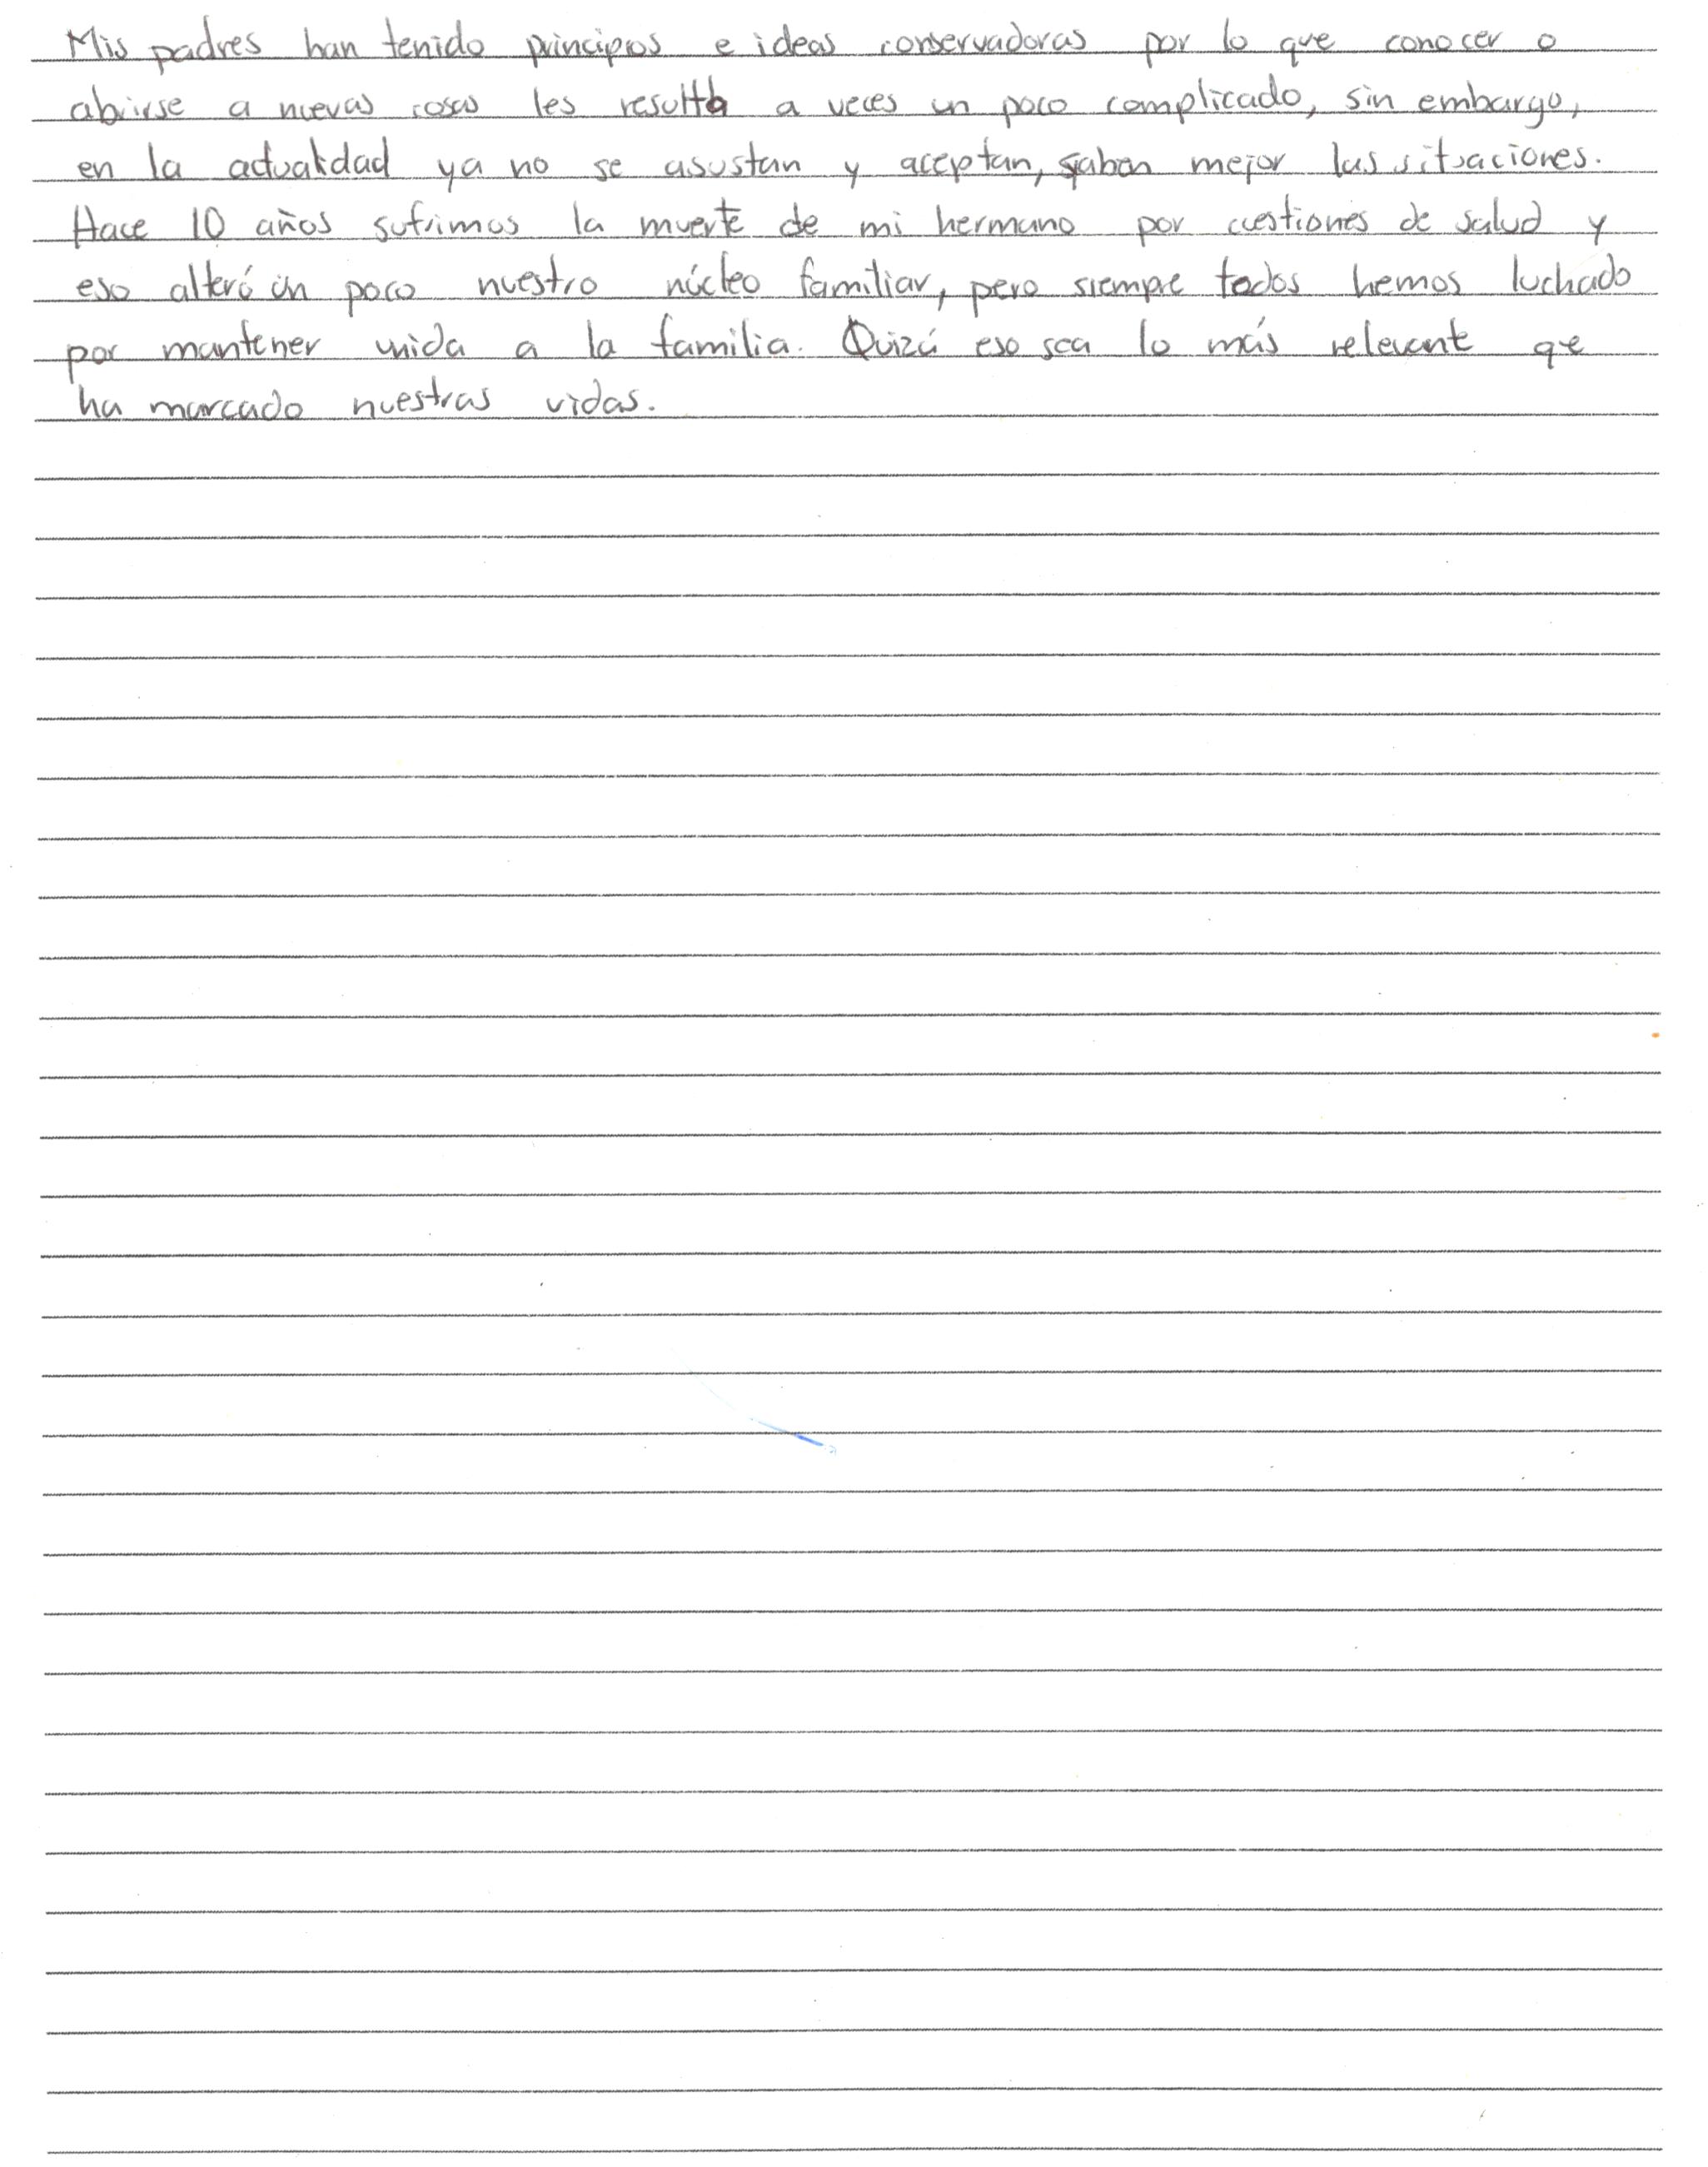 Mis padres han tenido principios e ideas conservadoras por lo que conocer o
abrirse a nuevas cosas les resulta a veces un poco complicado, sin embargo,
en la actualidad ya no se asustan y aceptan, saben mejor las situaciones.
Hace 10 años sufrimos la muerte de mi hermano por cuestiones de salud y
eso alteró un poco nuestro núcleo familiar, pero siempre todos hemos luchado
por mantener unida a la familia. Quizá eso sea lo más relevante que
ha marcado nuestras vidas.